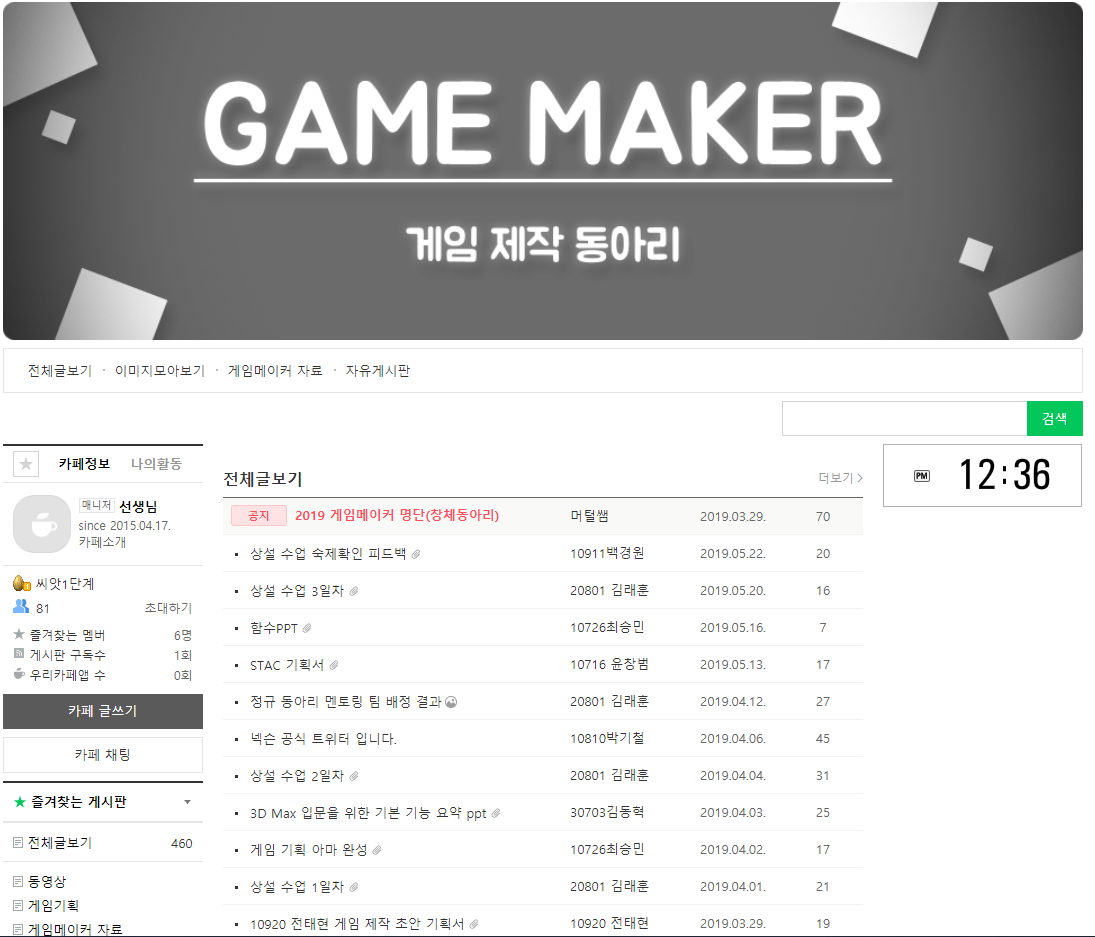 GAME MAKER
게임 제작 동아리
전체글보기 · 이미지모아보기 · 게임메이커 자료 · 자유게시판
검색
카페정보 나의활동
매니저 선생님
since 2015.04.17.
카페소개
씨앗1단계
81 초대하기
즐겨찾는 멤버 6명
게시판 구독수 1회
우리카페앱 수 0회
카페 글쓰기
카페 채팅
즐겨찾는 게시판
전체글보기 460
동영상
게임기획
게임메이커 자료
전체글보기 더보기
공지 2019 게임메이커 명단(창체동아리) 머털쌤 2019.03.29. 70
상설 수업 숙제확인 피드백 10911백경원 2019.05.22. 20
상설 수업 3일차 20801 김래훈 2019.05.20. 16
함수PPT 10726최승민 2019.05.16. 7
STAC 기획서 10716 윤창범 2019.05.13. 17
정규 동아리 멘토링 팀 배정 결과 20801 김래훈 2019.04.12. 27
넥슨 공식 트위터 입니다. 10810박기철 2019.04.06. 45
상설 수업 2일차 20801 김래훈 2019.04.04. 31
3D Max 입문을 위한 기본 기능 요약 ppt 30703김동혁 2019.04.03. 25
게임 기획 아마 완성 10726최승민 2019.04.02. 17
상설 수업 1일차 20801 김래훈 2019.04.01. 21
10920 전태현 게임 제작 초안 기획서 10920 전태현 2019.03.29. 19
PM 12:36